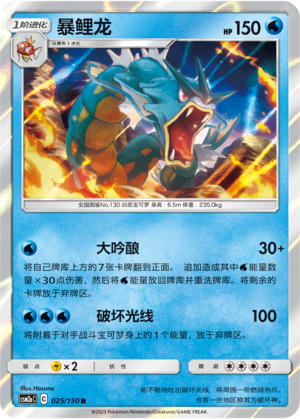 1阶进化
暴鲤龙
HP 150
从鲤鱼王进化
全国图鉴No.130 凶恶宝可梦 身高：6.5m 体重：235.0kg
大吟酿 30+
将自己牌库上方的7张卡牌翻到正面。追加造成其中能量数
量×30点伤害，然后将能量放回牌库并重洗牌库。将剩余的
卡牌放于弃牌区。
破坏光线 70+
将附着于对手战斗宝可梦身上的1个能量，放于弃牌区。
弱点 ×2
抵抗力
撤退
Illus.Hasuno
C
025/150 R
©2023 Pokémon/Nintendo/Creatures/GAME FREAK.